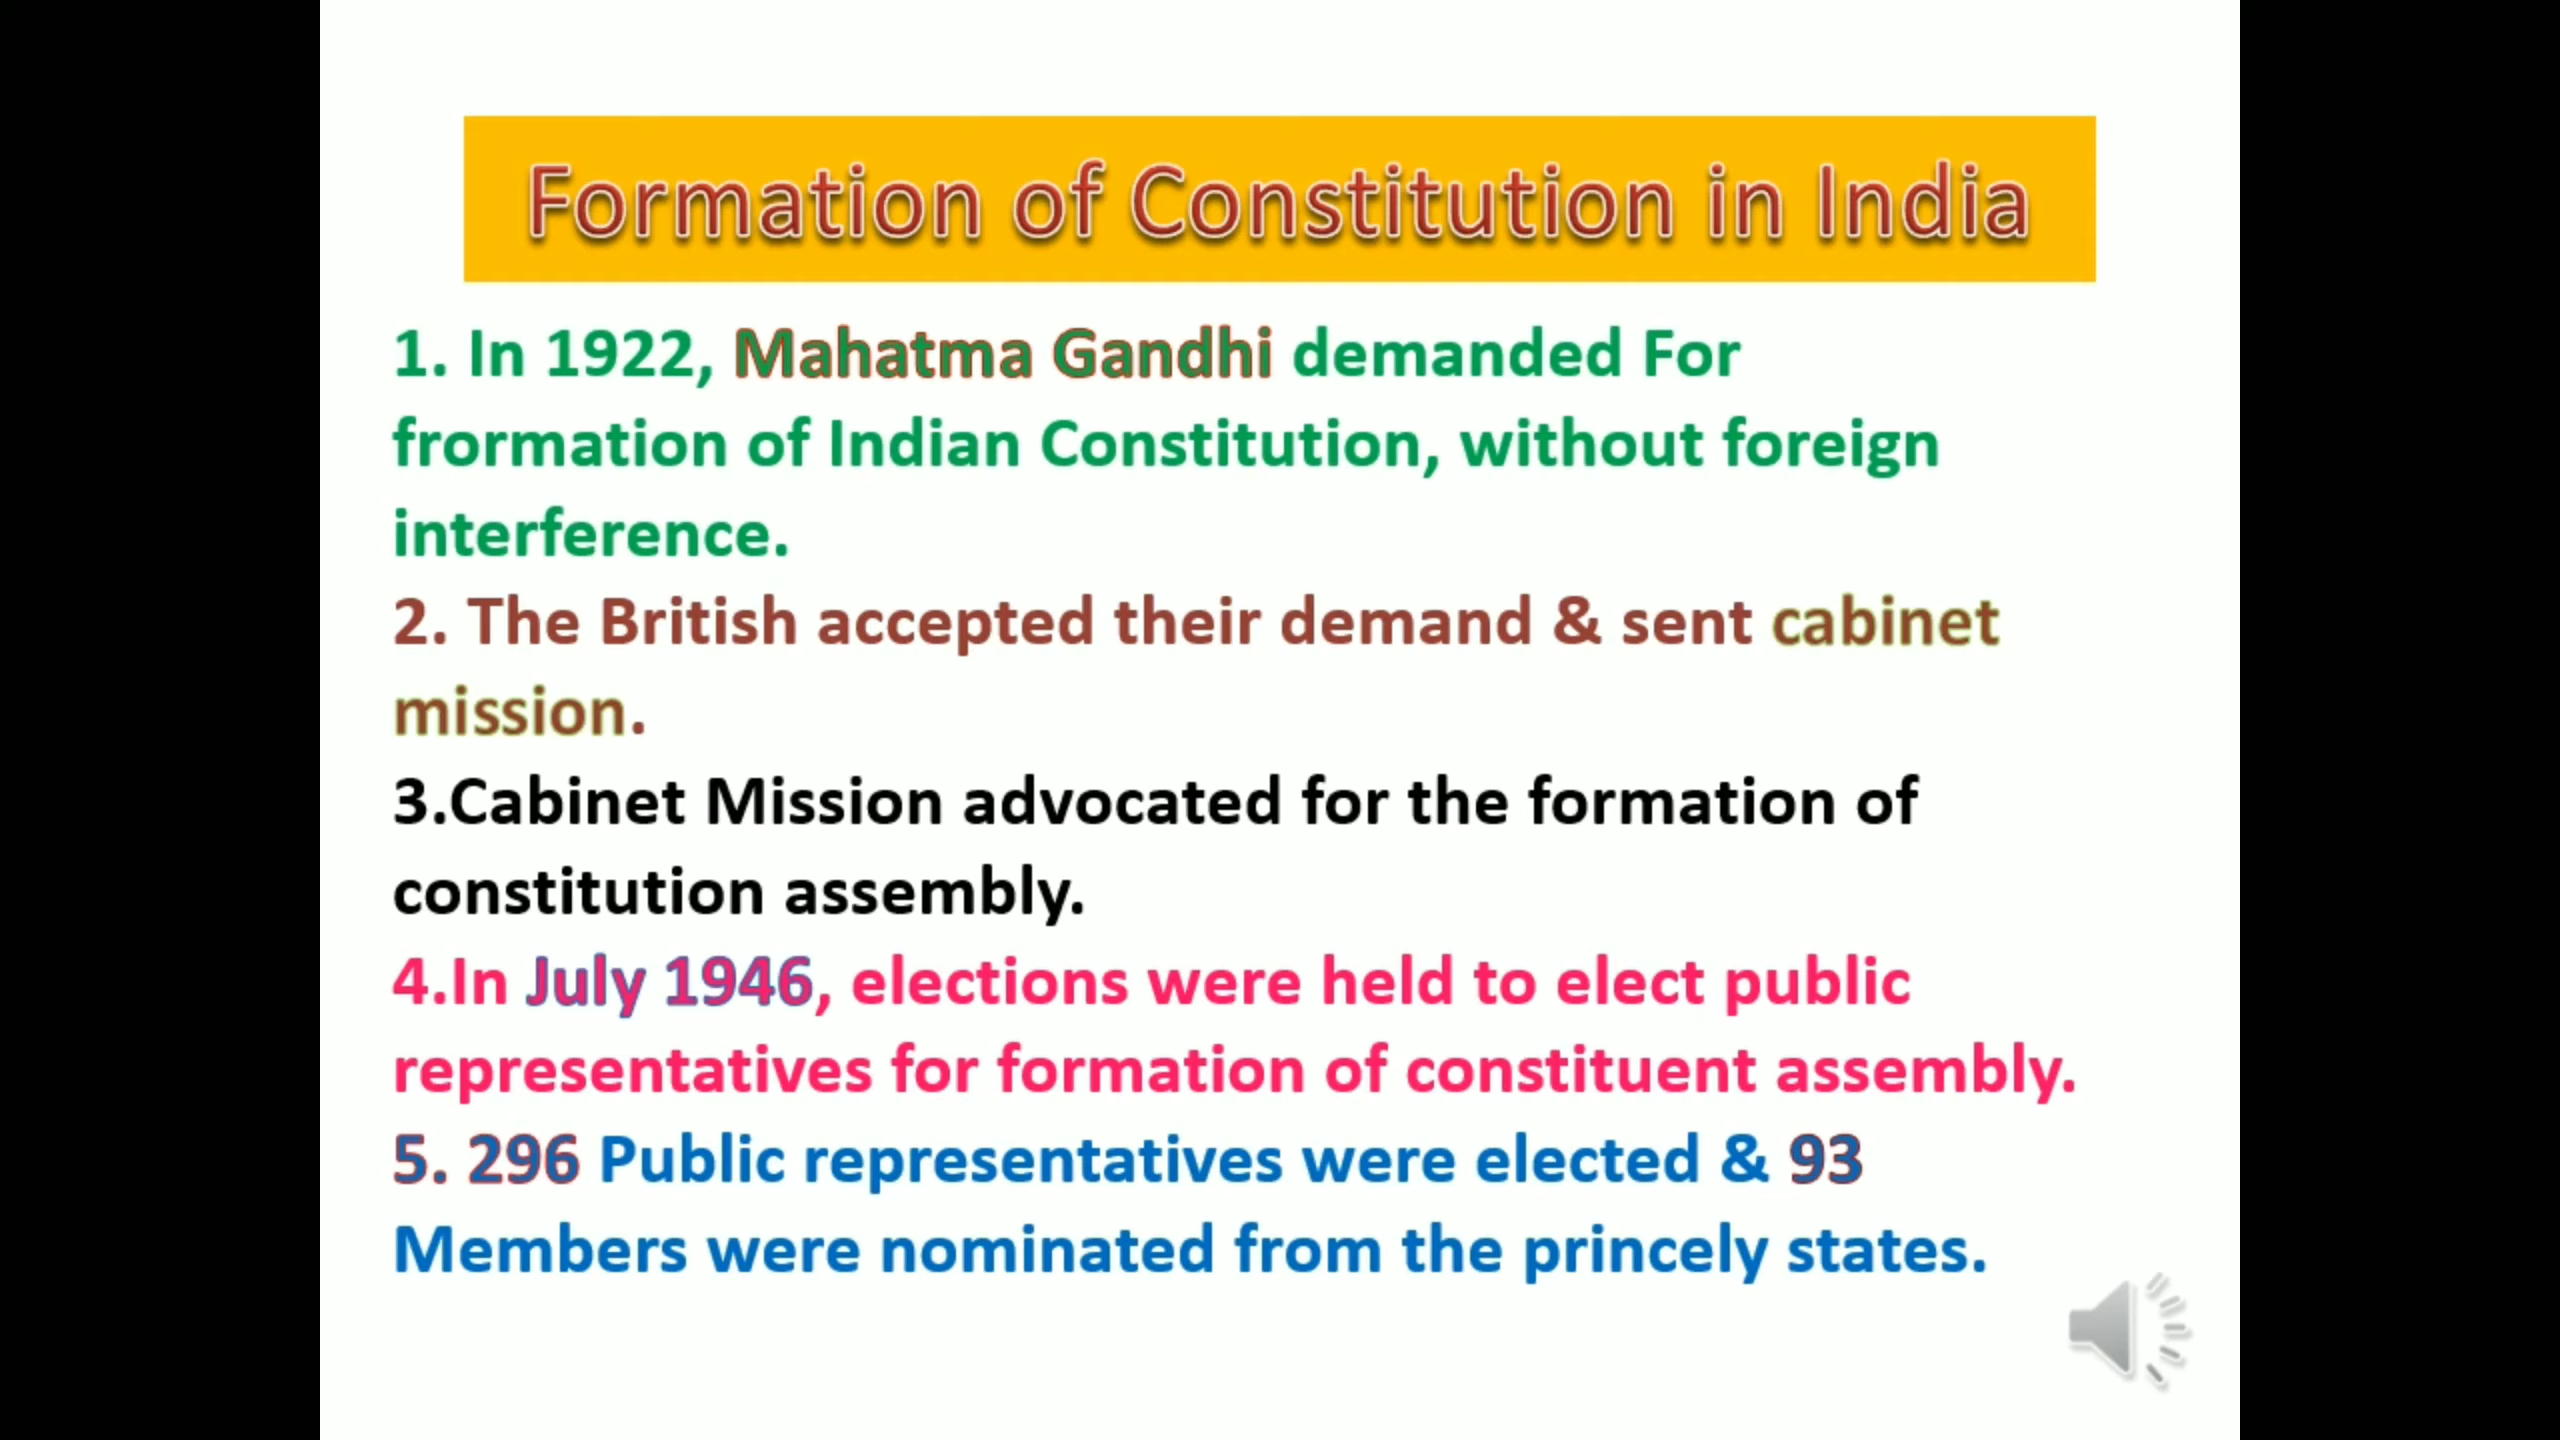 Formation of Constitution in India
1. In 1922, Mahatma Gandhi demanded For
frormation of Indian Constitution, without foreign
interference.
2. The British accepted their demand & sent cabinet
mission.
3.Cabinet Mission advocated for the formation of
constitution assembly.
4.In July 1946, elections were held to elect public
representatives for formation of constituent assembly.
5. 296 Public representatives were elected & 93
Members were nominated from the princely states.